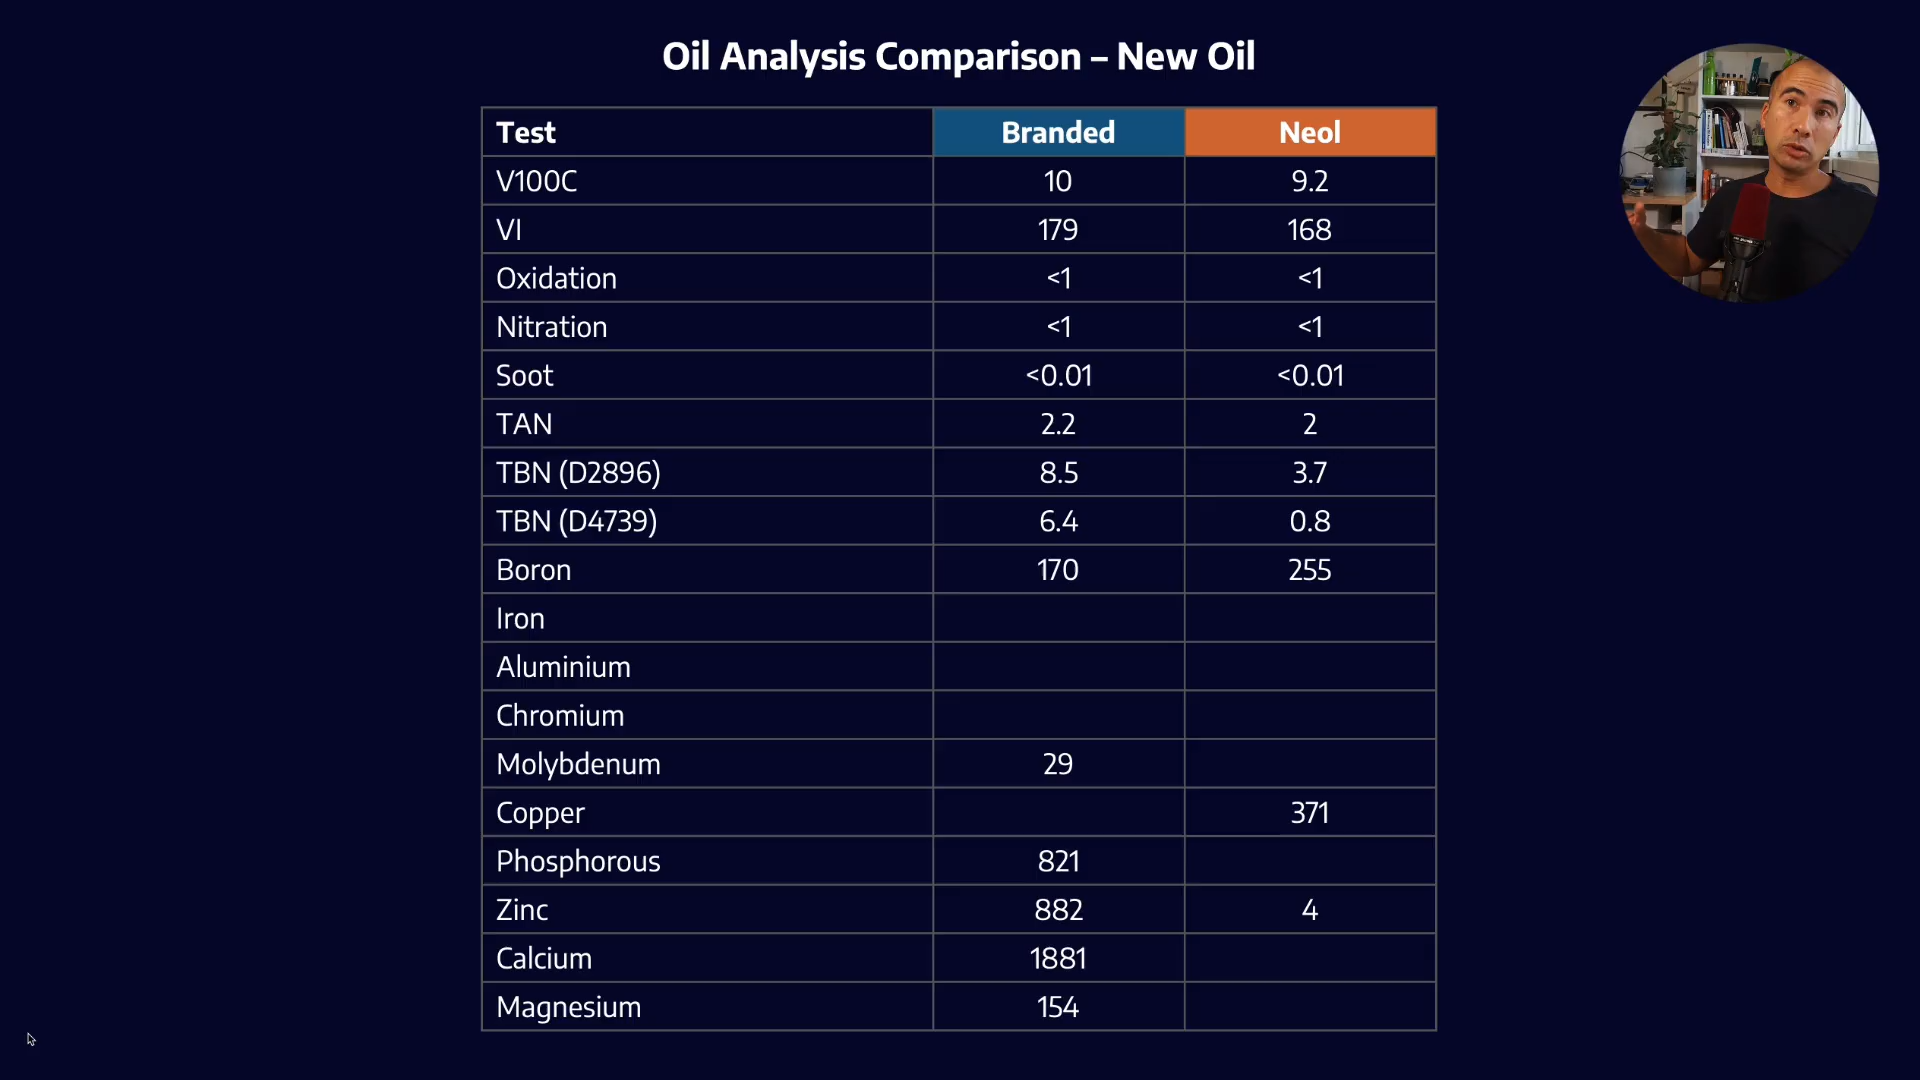 Oil Analysis Comparison – New Oil
Test Branded Neol
V100C 10 9.2
VI 179 168
Oxidation <1 <1
Nitration <1 <1
Soot <0.01 <0.01
TAN 2.2 2
TBN (D2896) 8.5 3.7
TBN (D4739) 6.4 0.8
Boron 170 255
Iron
Aluminium
Chromium
Molybdenum 29
Copper 371
Phosphorous 821
Zinc 882 4
Calcium 1881
Magnesium 154